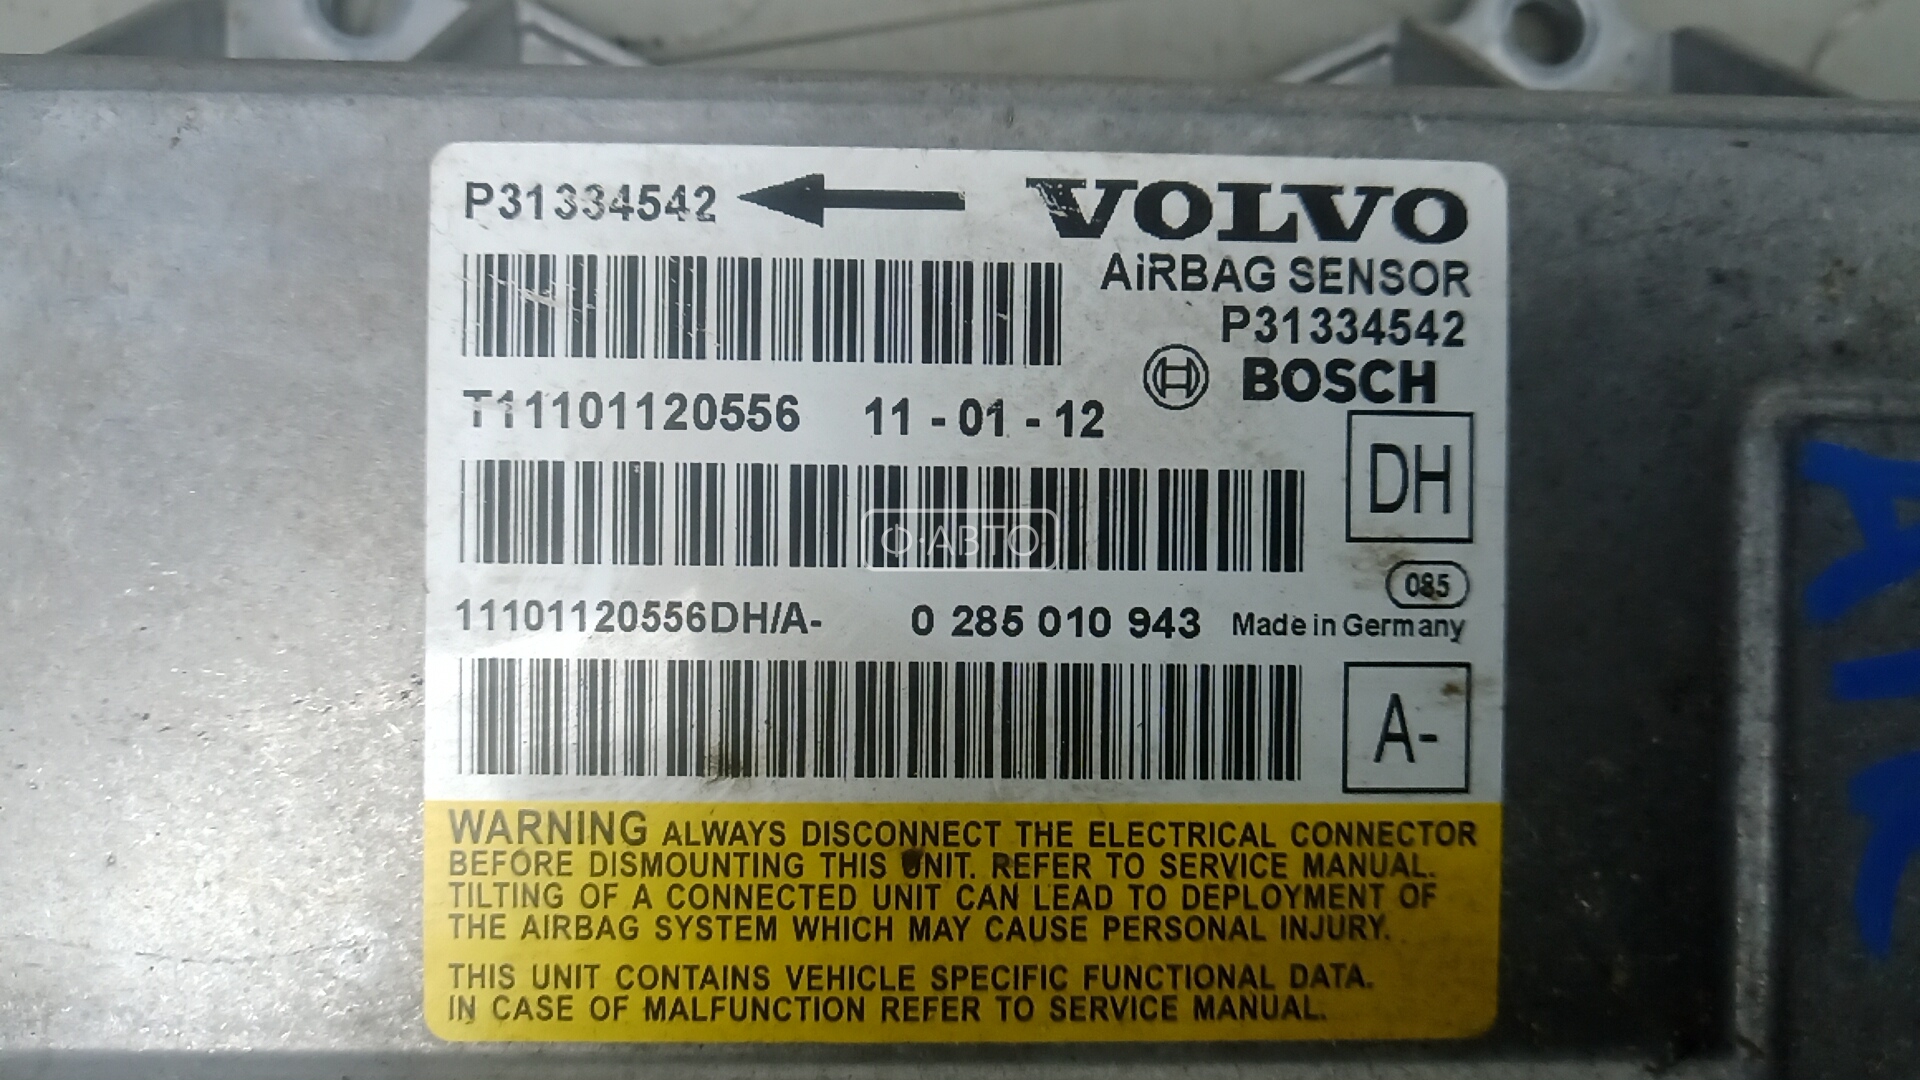 P31334542
VOLVO
AiRBAG SENSOR
P31334542
BOSCH
T11101120556 11-01-12
DH
085
11101120556DH/A- 0 285 010 943 Made in Germany
A-
Ф·АВТО
WARNING ALWAYS DISCONNECT THE ELECTRICAL CONNECTOR
BEFORE DISMOUNTING THIS UNIT. REFER TO SERVICE MANUAL.
TILTING OF A CONNECTED UNIT CAN LEAD TO DEPLOYMENT OF
THE AIRBAG SYSTEM WHICH MAY CAUSE PERSONAL INJURY.
THIS UNIT CONTAINS VEHICLE SPECIFIC FUNCTIONAL DATA.
IN CASE OF MALFUNCTION REFER TO SERVICE MANUAL.